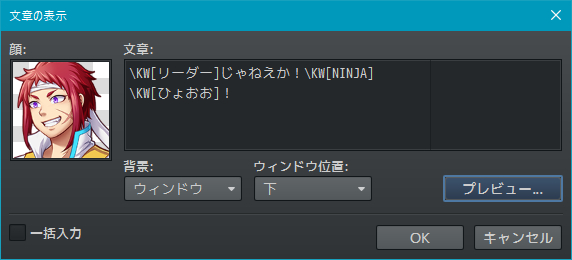 文章の表示
顔:
文章:
\KW[リーダー]じゃねえか！\KW[NINJA]
\KW[ひょおお]！
背景:
ウィンドウ位置:
ウィンドウ
下
プレビュー...
一括入力
OK
キャンセル